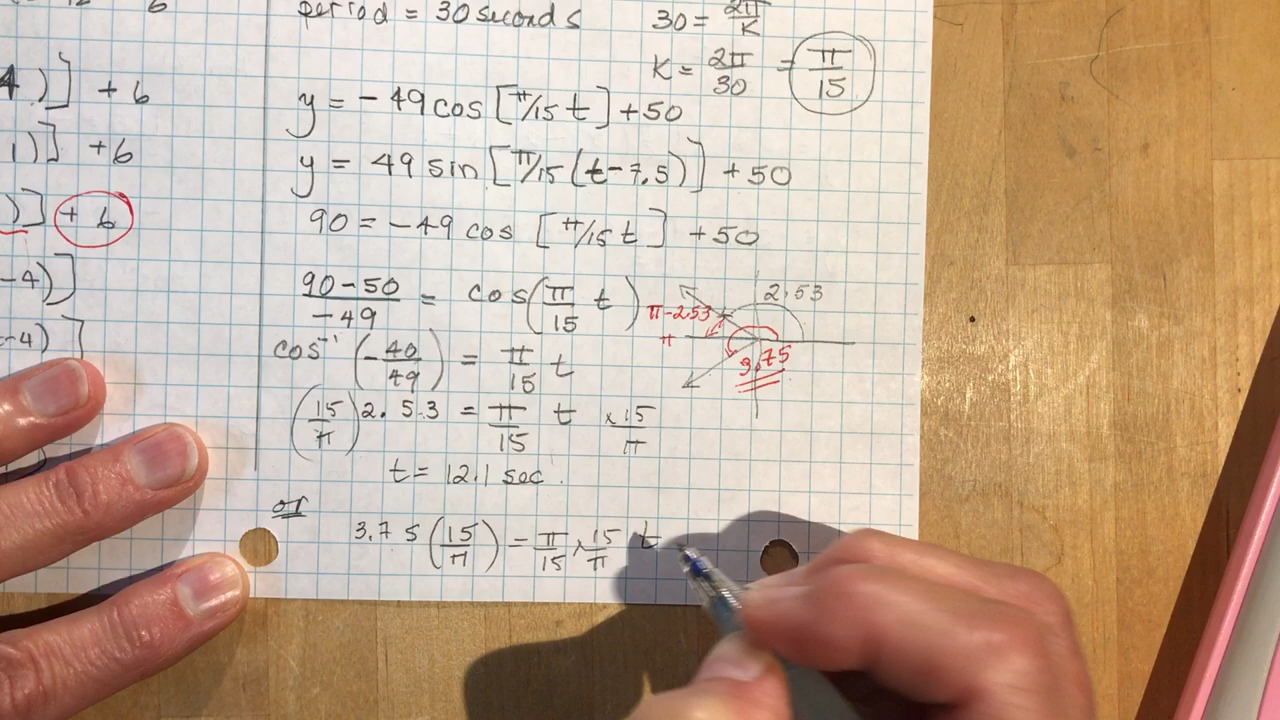 6
4)] + 6
1)] + 6
)] + 6
-4)]
-4)]
period = 30 seconds
30 = 2π/K
K = 2π/30 = π/15
y = -49 cos [π/15 t] + 50
y = 49 sin [π/15 (t - 7.5)] + 50
90 = -49 cos [π/15 t] + 50
90 - 50/-49 = cos (π/15 t)
cos⁻¹ (-40/49) = π/15 t
(15/π) 2.53 = π/15 t × 15/π
t = 12.1 sec.
or
3.75 (15/π) = π/15 × 15/π t
2.53
π - 2.53
π
3.75